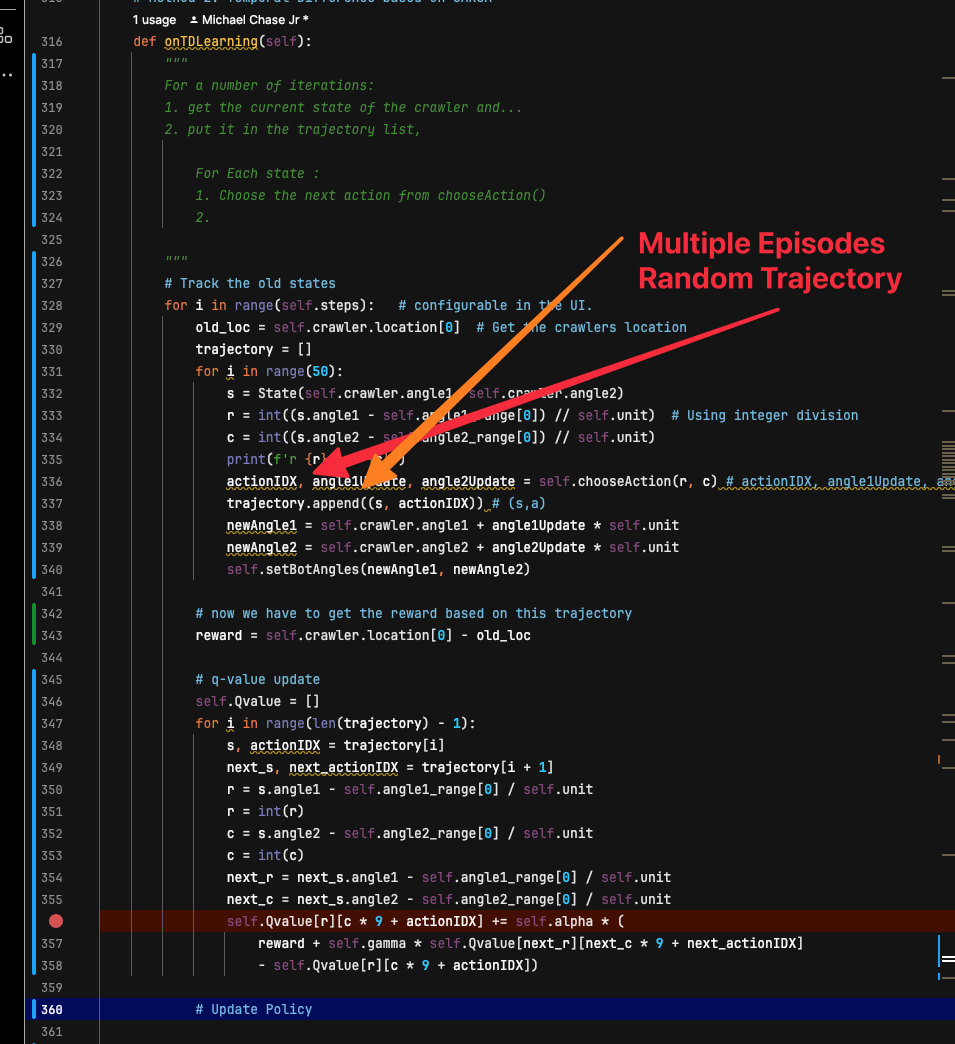 1 usage Michael Chase Jr *
316 def onTDLearning(self):
317 """
318 For a number of iterations:
319 1. get the current state of the crawler and...
320 2. put it in the trajectory list,
321
322 For Each state :
323 1. Choose the next action from chooseAction()
324 2.
325
326 """
327 # Track the old states
328 for i in range(self.steps): # configurable in the UI.
329 old_loc = self.crawler.location[0] # Get the crawlers location
330 trajectory = []
331 for i in range(50):
332 s = State(self.crawler.angle1, self.crawler.angle2)
333 r = int((s.angle1 - self.angle1_range[0]) // self.unit) # Using integer division
334 c = int((s.angle2 - self.angle2_range[0]) // self.unit)
335 print(f'r {r}
336 actionIDX, angle1Update, angle2Update = self.chooseAction(r, c) # actionIDX, angle1Update,
337 trajectory.append((s, actionIDX)) # (s,a)
338 newAngle1 = self.crawler.angle1 + angle1Update * self.unit
339 newAngle2 = self.crawler.angle2 + angle2Update * self.unit
340 self.setBotAngles(newAngle1, newAngle2)
341
342 # now we have to get the reward based on this trajectory
343 reward = self.crawler.location[0] - old_loc
344
345 # q-value update
346 self.Qvalue = []
347 for i in range(len(trajectory) - 1):
348 s, actionIDX = trajectory[i]
349 next_s, next_actionIDX = trajectory[i + 1]
350 r = s.angle1 - self.angle1_range[0] / self.unit
351 r = int(r)
352 c = s.angle2 - self.angle2_range[0] / self.unit
353 c = int(c)
354 next_r = next_s.angle1 - self.angle1_range[0] / self.unit
355 next_c = next_s.angle2 - self.angle2_range[0] / self.unit
self.Qvalue[r][c * 9 + actionIDX] += self.alpha * (
357 reward + self.gamma * self.Qvalue[next_r][next_c * 9 + next_actionIDX]
358 - self.Qvalue[r][c * 9 + actionIDX])
359
360 # Update Policy
361
Multiple Episodes
Random Trajectory